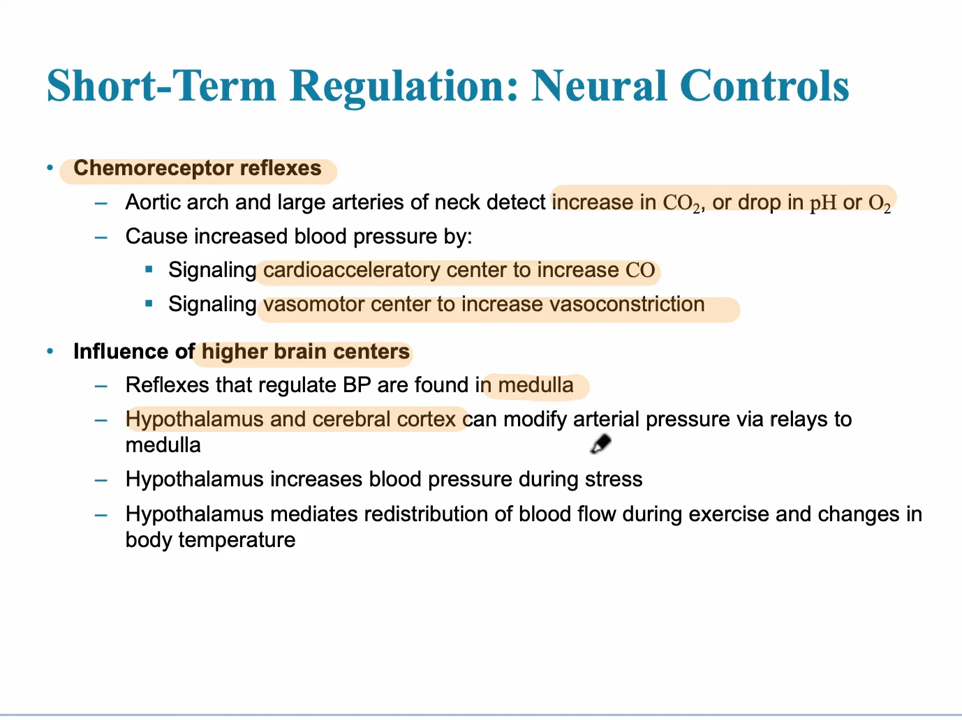 Short-Term Regulation: Neural Controls
• Chemoreceptor reflexes
– Aortic arch and large arteries of neck detect increase in CO₂, or drop in pH or O₂
– Cause increased blood pressure by:
▪ Signaling cardioacceleratory center to increase CO
▪ Signaling vasomotor center to increase vasoconstriction
• Influence of higher brain centers
– Reflexes that regulate BP are found in medulla
– Hypothalamus and cerebral cortex can modify arterial pressure via relays to
medulla
– Hypothalamus increases blood pressure during stress
– Hypothalamus mediates redistribution of blood flow during exercise and changes in
body temperature